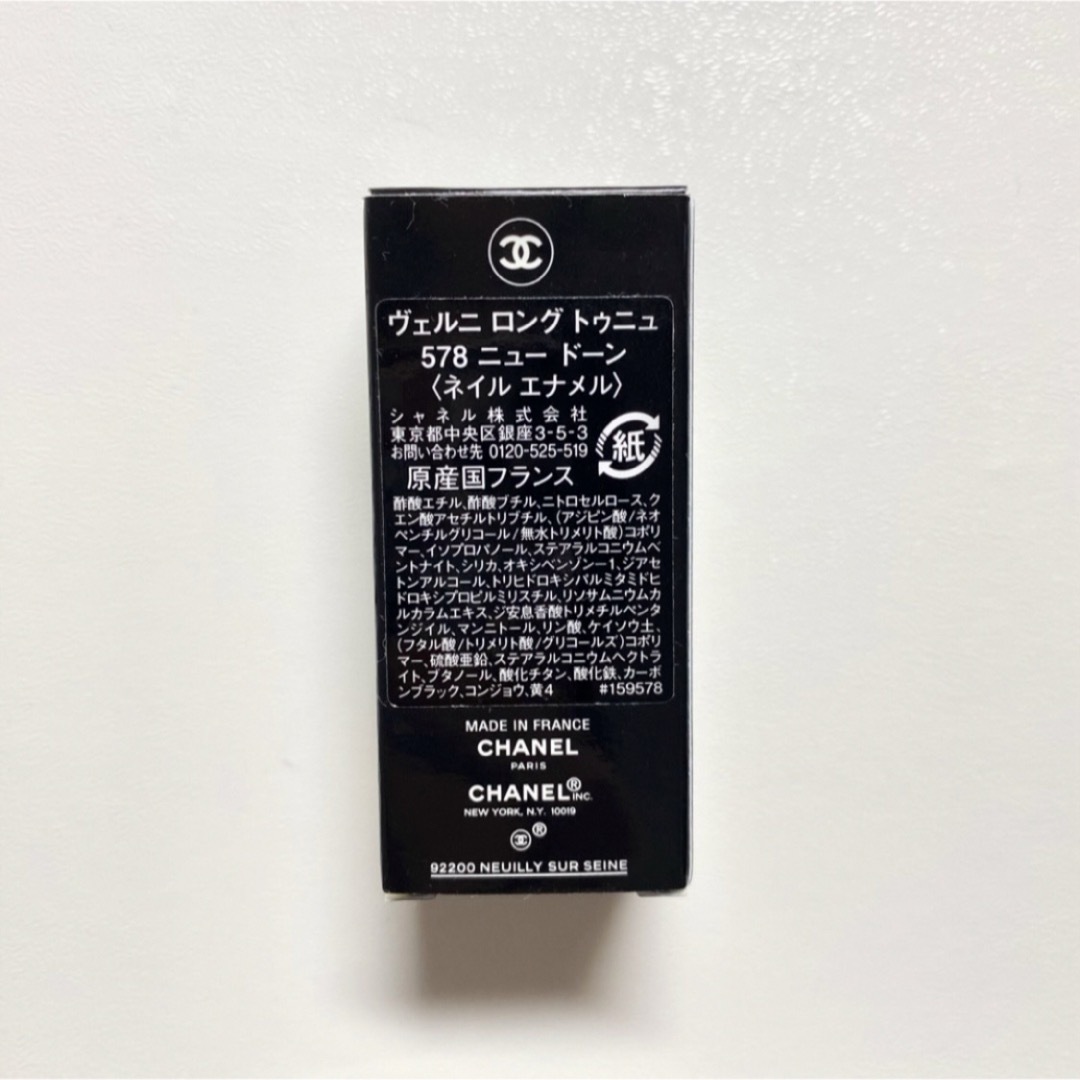 ヴェルニ ロング トゥニュ
578 ニュー ドーン
〈ネイル エナメル〉
シャネル株式会社
東京都中央区銀座3-5-3
お問い合わせ先 0120-525-519
紙
原産国フランス
酢酸エチル、酢酸ブチル、ニトロセルロース、ク
エン酸アセチルトリブチル、(アジピン酸/ネオ
ペンチルグリコール/無水トリメリト酸)コポリ
マー、イソプロパノール、ステアラルコニウムベ
ントナイト、シリカ、オキシベンゾン-1、ジアセ
トンアルコール、トリヒドロキシパルミタミドヒ
ドロキシプロピルミリスチル、リソサムニウムカ
ルカラムエキス、ジ安息香酸トリメチルペンタ
ンジイル、マンニトール、リン酸、ケイソウ土、
(フタル酸/トリメリト酸/グリコールズ)コポリ
マー、硫酸亜鉛、ステアラルコニウムヘクトラ
イト、ブタノール、酸化チタン、酸化鉄、カーボ
ンブラック、コンジョウ、黄4 #159578
MADE IN FRANCE
CHANEL
PARIS
CHANEL® INC.
NEW YORK, N.Y. 10019
®
92200 NEUILLY SUR SEINE